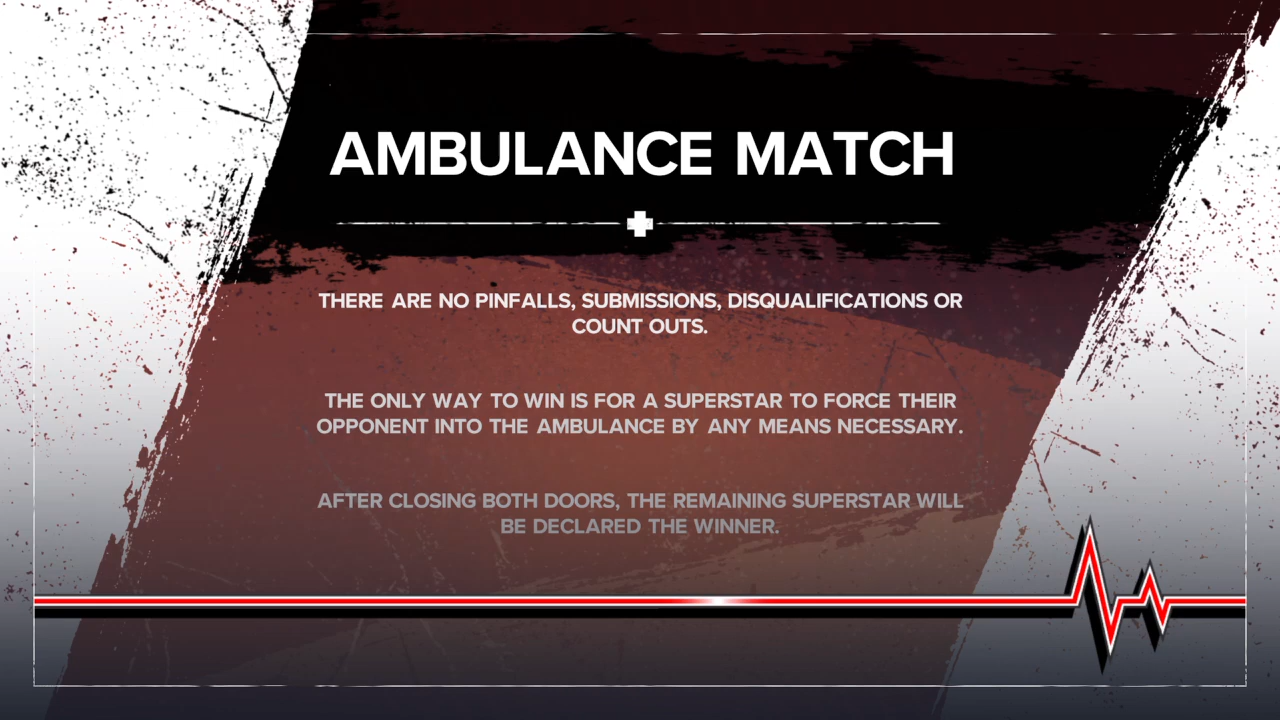 AMBULANCE MATCH
THERE ARE NO PINFALLS, SUBMISSIONS, DISQUALIFICATIONS OR
COUNT OUTS.
THE ONLY WAY TO WIN IS FOR A SUPERSTAR TO FORCE THEIR
OPPONENT INTO THE AMBULANCE BY ANY MEANS NECESSARY.
AFTER CLOSING BOTH DOORS, THE REMAINING SUPERSTAR WILL
BE DECLARED THE WINNER.